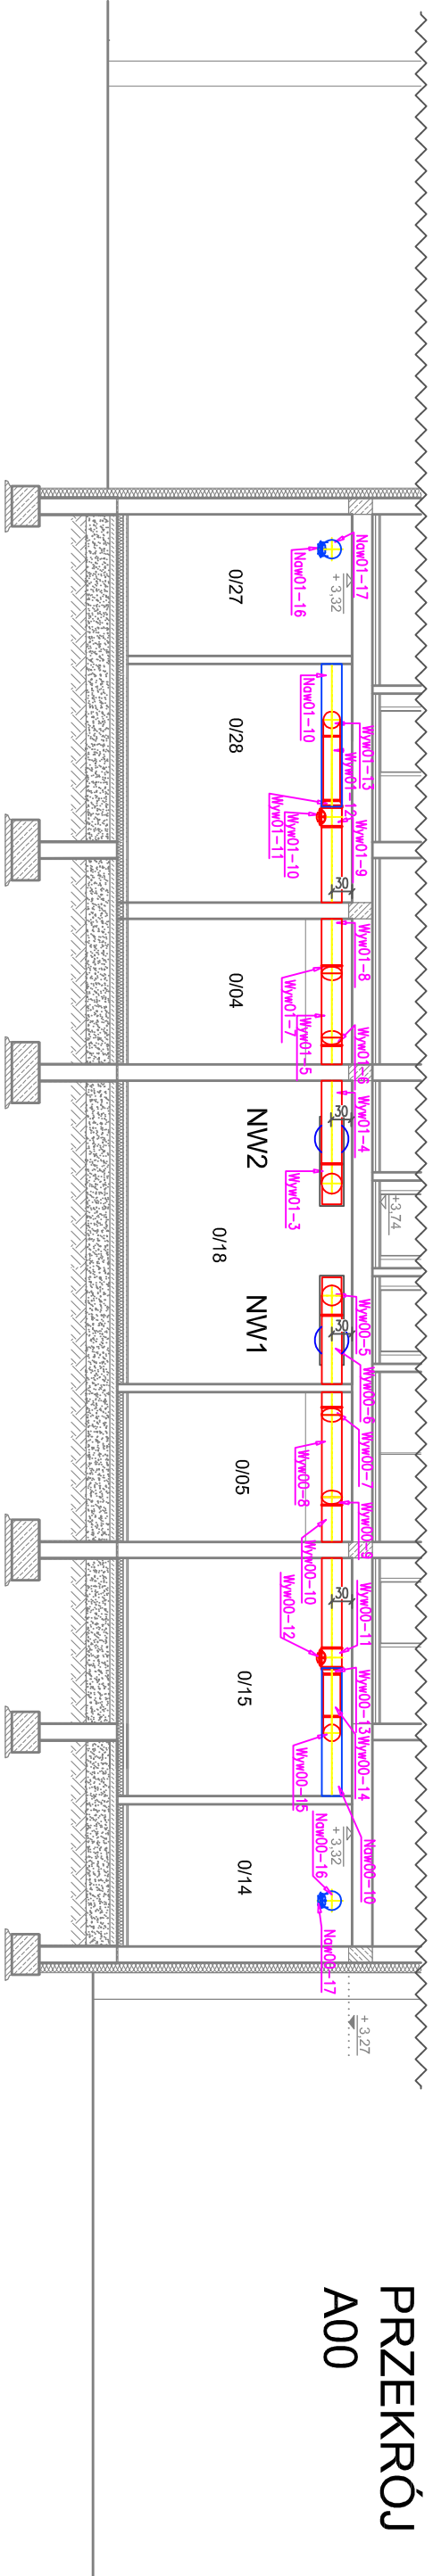 PRZEKRÓJ
A00
Naw01-17
+ 3,32
Naw01-16
0/27
Naw01-10
Wyw01-13
Wyw01-12
0/28
Wyw01-9
Wyw01-10
Wyw01-11
30
Wyw01-8
0/04
Wyw01-7
Wyw01-5
Wyw01-6
Wyw01-4
30
NW2
Wyw01-3
+3,74
0/18
NW1
Wyw00-5
30
Wyw00-6
Wyw00-7
0/05
Wyw00-8
Wyw00-9
Wyw00-10
30
Wyw00-11
Wyw00-12
0/15
Wyw00-13
Wyw00-14
Wyw00-15
Naw00-10
+ 3,32
Naw00-16
0/14
Naw00-17
+ 3,27